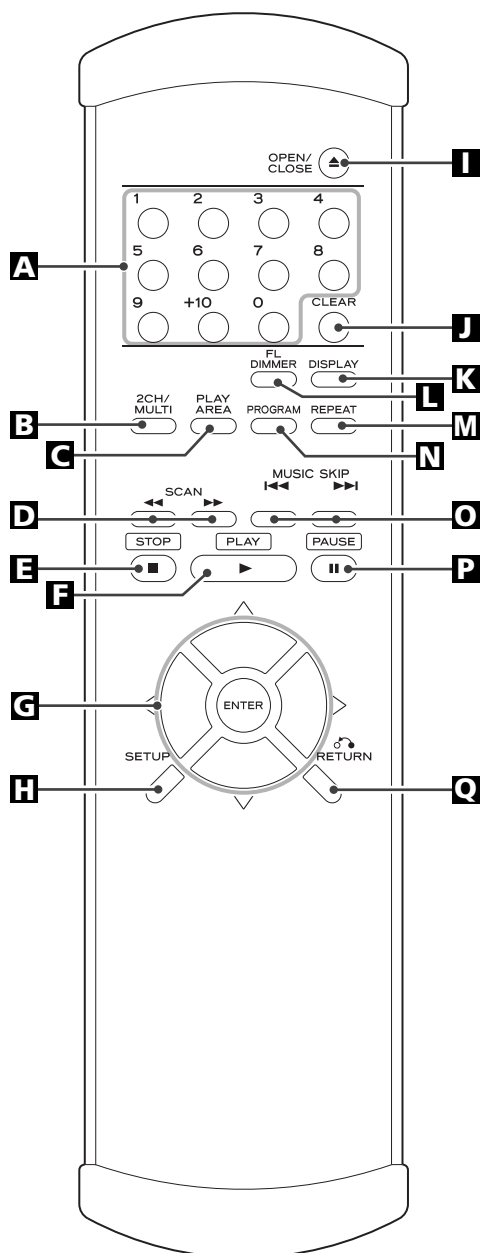 OPEN/
CLOSE
I
1 2 3 4
A
5 6 7 8
9 +10 0 CLEAR
J
FL
DIMMER DISPLAY
K
L
2CH/
MULTI PLAY
AREA PROGRAM REPEAT
B
M
C
N
SCAN MUSIC SKIP
D
O
STOP PLAY PAUSE
E
P
F
G
ENTER
SETUP RETURN
H
Q